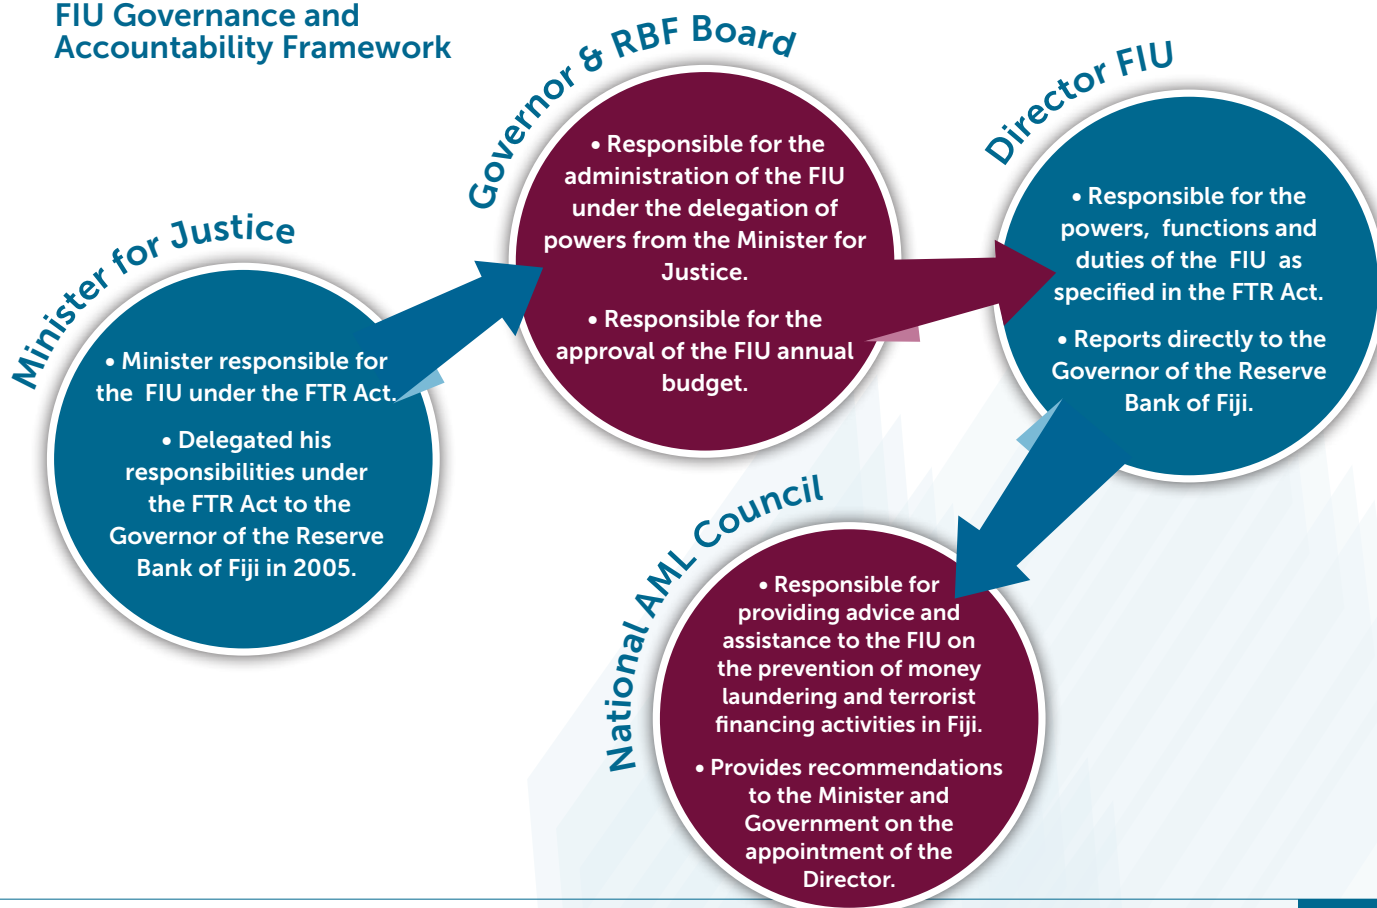 FIU Governance and
Accountability Framework
Minister for Justice
• Minister responsible for
the FIU under the FTR Act.
• Delegated his
responsibilities under
the FTR Act to the
Governor of the Reserve
Bank of Fiji in 2005.
Governor & RBF Board
• Responsible for the
administration of the FIU
under the delegation of
powers from the Minister for
Justice.
• Responsible for the
approval of the FIU annual
budget.
Director FIU
• Responsible for the
powers, functions and
duties of the FIU as
specified in the FTR Act.
• Reports directly to the
Governor of the Reserve
Bank of Fiji.
National AML Council
• Responsible for
providing advice and
assistance to the FIU on
the prevention of money
laundering and terrorist
financing activities in Fiji.
• Provides recommendations
to the Minister and
Government on the
appointment of the
Director.